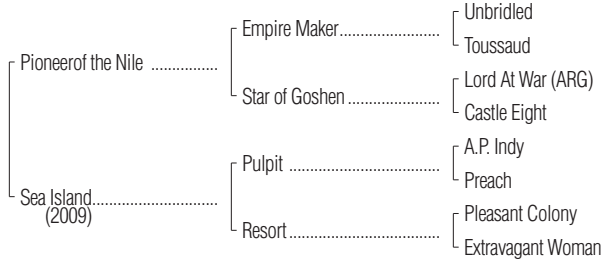 Unbridled
Empire Maker
Toussaud
Pioneerof the Nile
Lord At War (ARG)
Star of Goshen
Castle Eight
A.P. Indy
Pulpit
Preach
Sea Island
(2009)
Pleasant Colony
Resort
Extravagant Woman